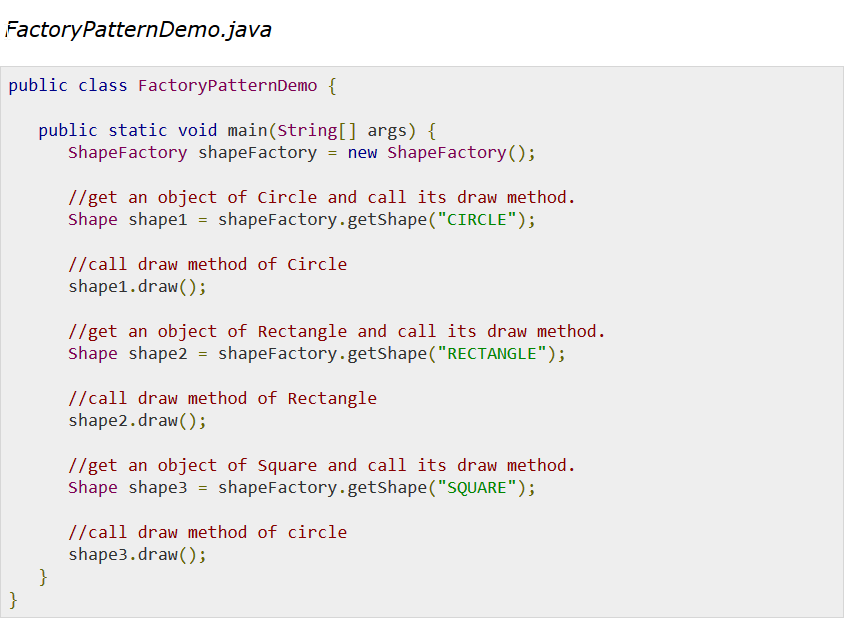 FactoryPatternDemo.java
public class FactoryPatternDemo {
public static void main(String[] args) {
ShapeFactory shapeFactory = new ShapeFactory();
//get an object of Circle and call its draw method.
Shape shape1 = shapeFactory.getShape("CIRCLE");
//call draw method of Circle
shape1.draw();
//get an object of Rectangle and call its draw method.
Shape shape2 = shapeFactory.getShape("RECTANGLE");
//call draw method of Rectangle
shape2.draw();
//get an object of Square and call its draw method.
Shape shape3 = shapeFactory.getShape("SQUARE");
//call draw method of circle
shape3.draw();
}
}